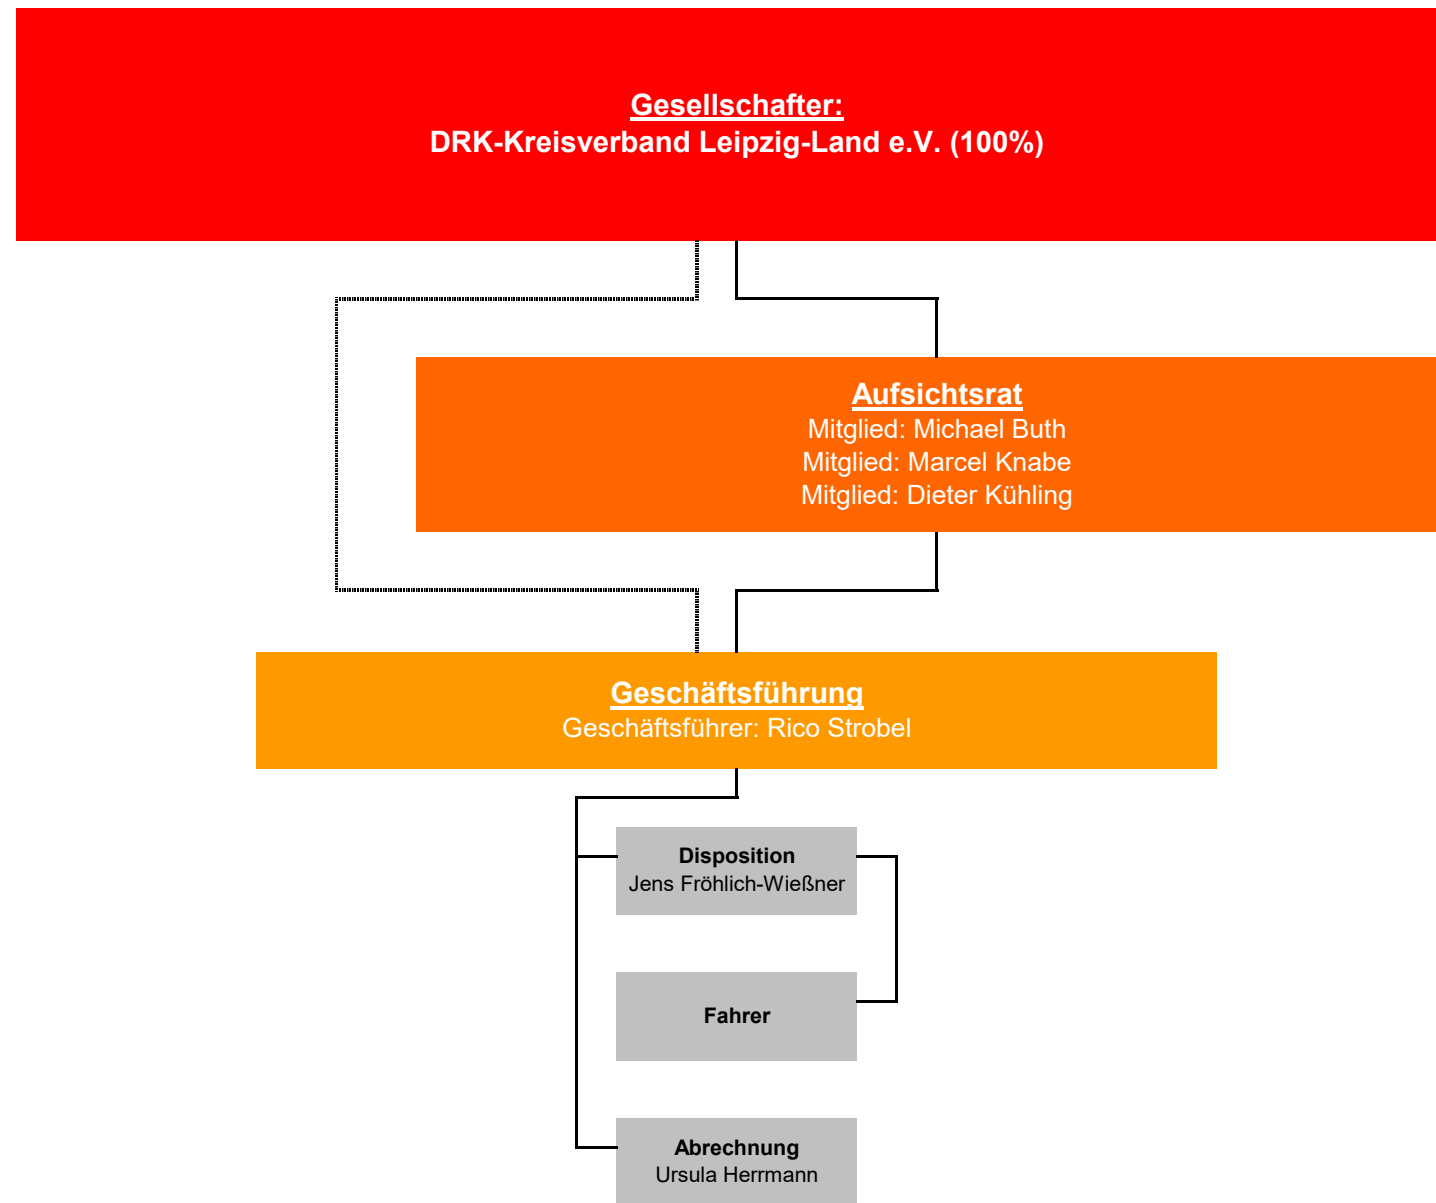 Gesellschafter:
DRK-Kreisverband Leipzig-Land e.V. (100%)
Aufsichtsrat
Mitglied: Michael Buth
Mitglied: Marcel Knabe
Mitglied: Dieter Kühling
Geschäftsführung
Geschäftsführer: Rico Strobel
Disposition
Jens Fröhlich-Wießner
Fahrer
Abrechnung
Ursula Herrmann